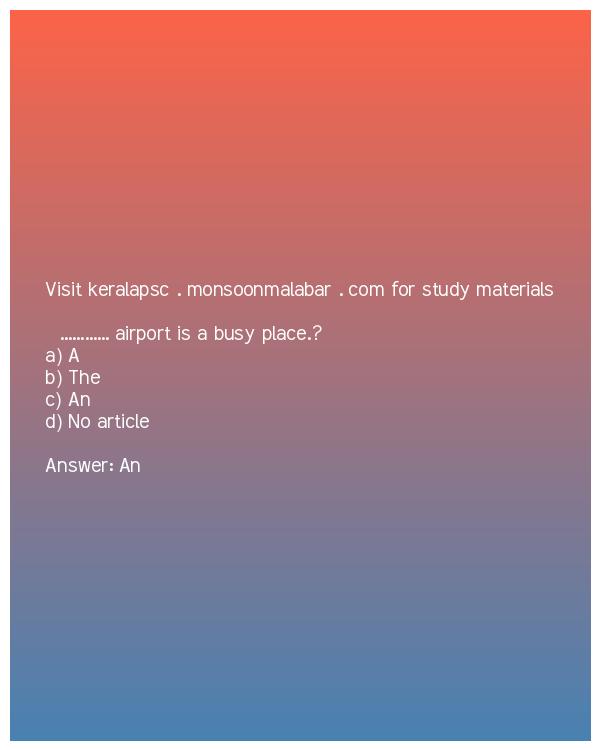 Visit keralapsc . monsoonmalabar . com for study materials
............ airport is a busy place.?
a) A
b) The
c) An
d) No article
Answer: An